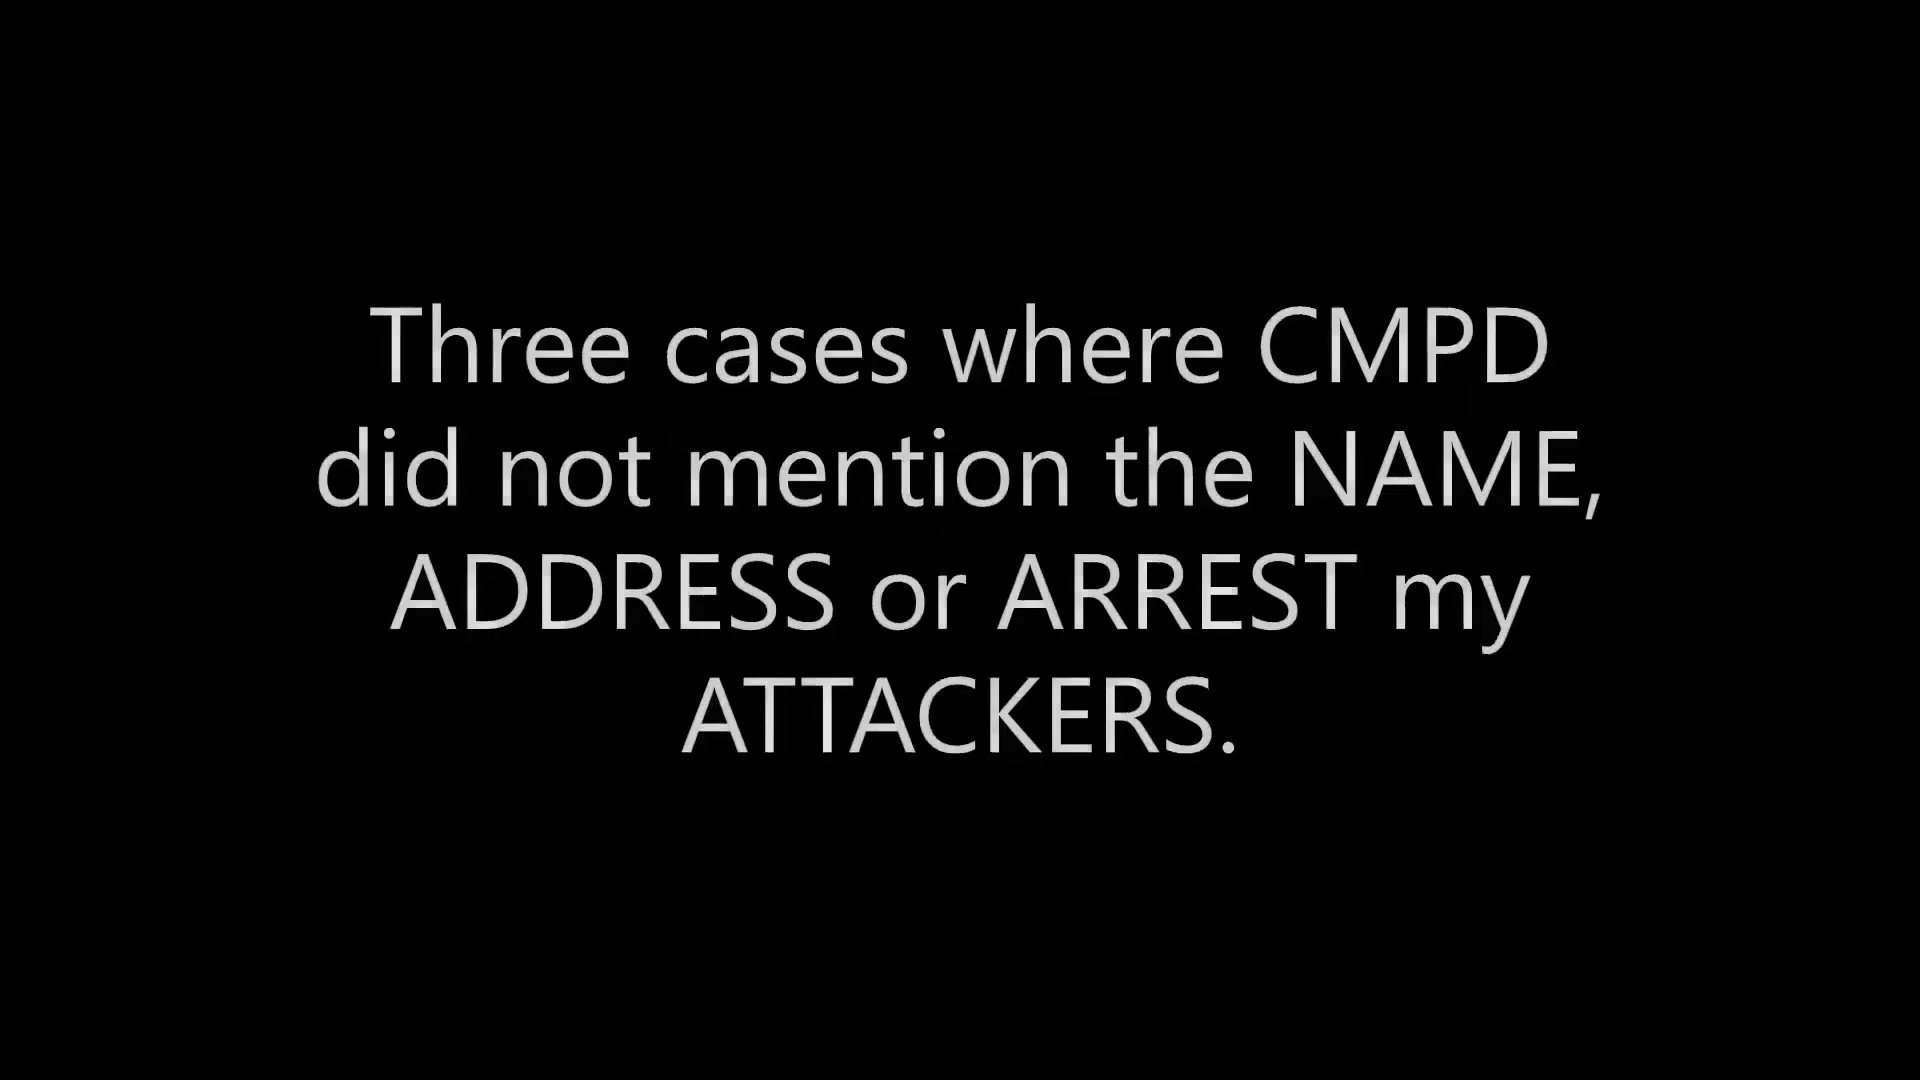 Three cases where CMPD
did not mention the NAME,
ADDRESS or ARREST my
ATTACKERS.